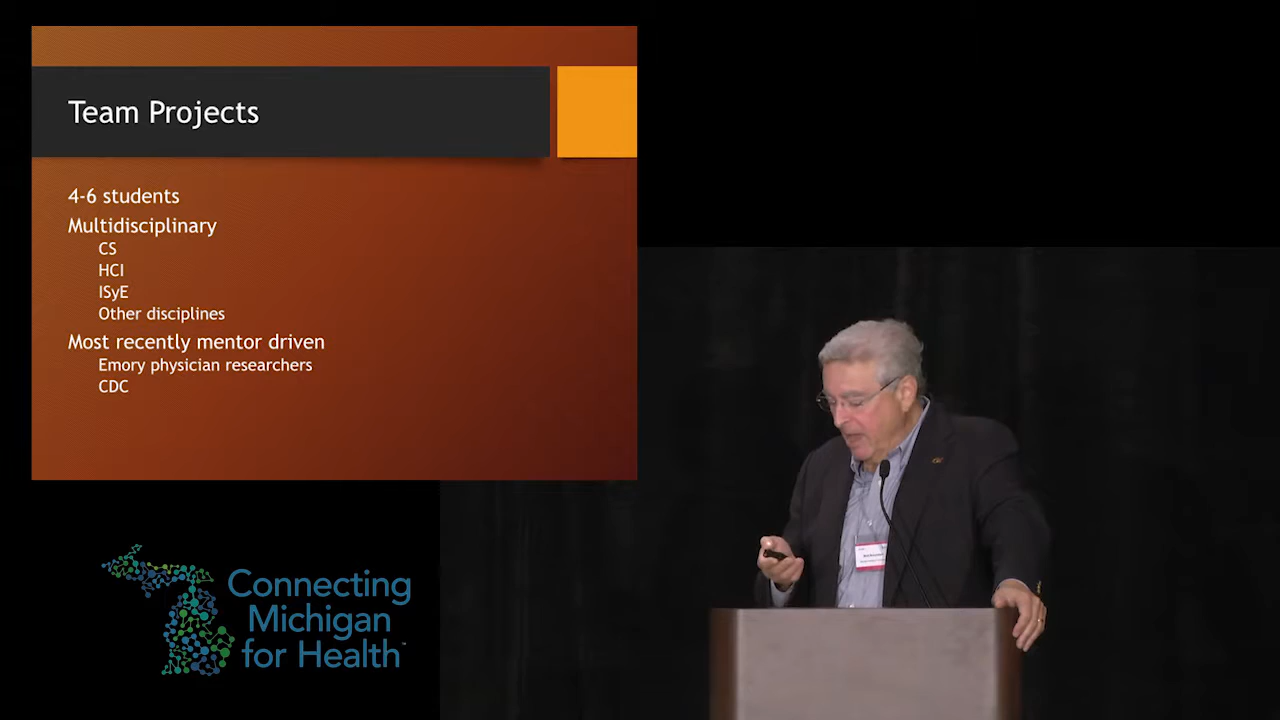 Team Projects
4-6 students
Multidisciplinary
CS
HCI
ISyE
Other disciplines
Most recently mentor driven
Emory physician researchers
CDC
Connecting
Michigan
for Health™